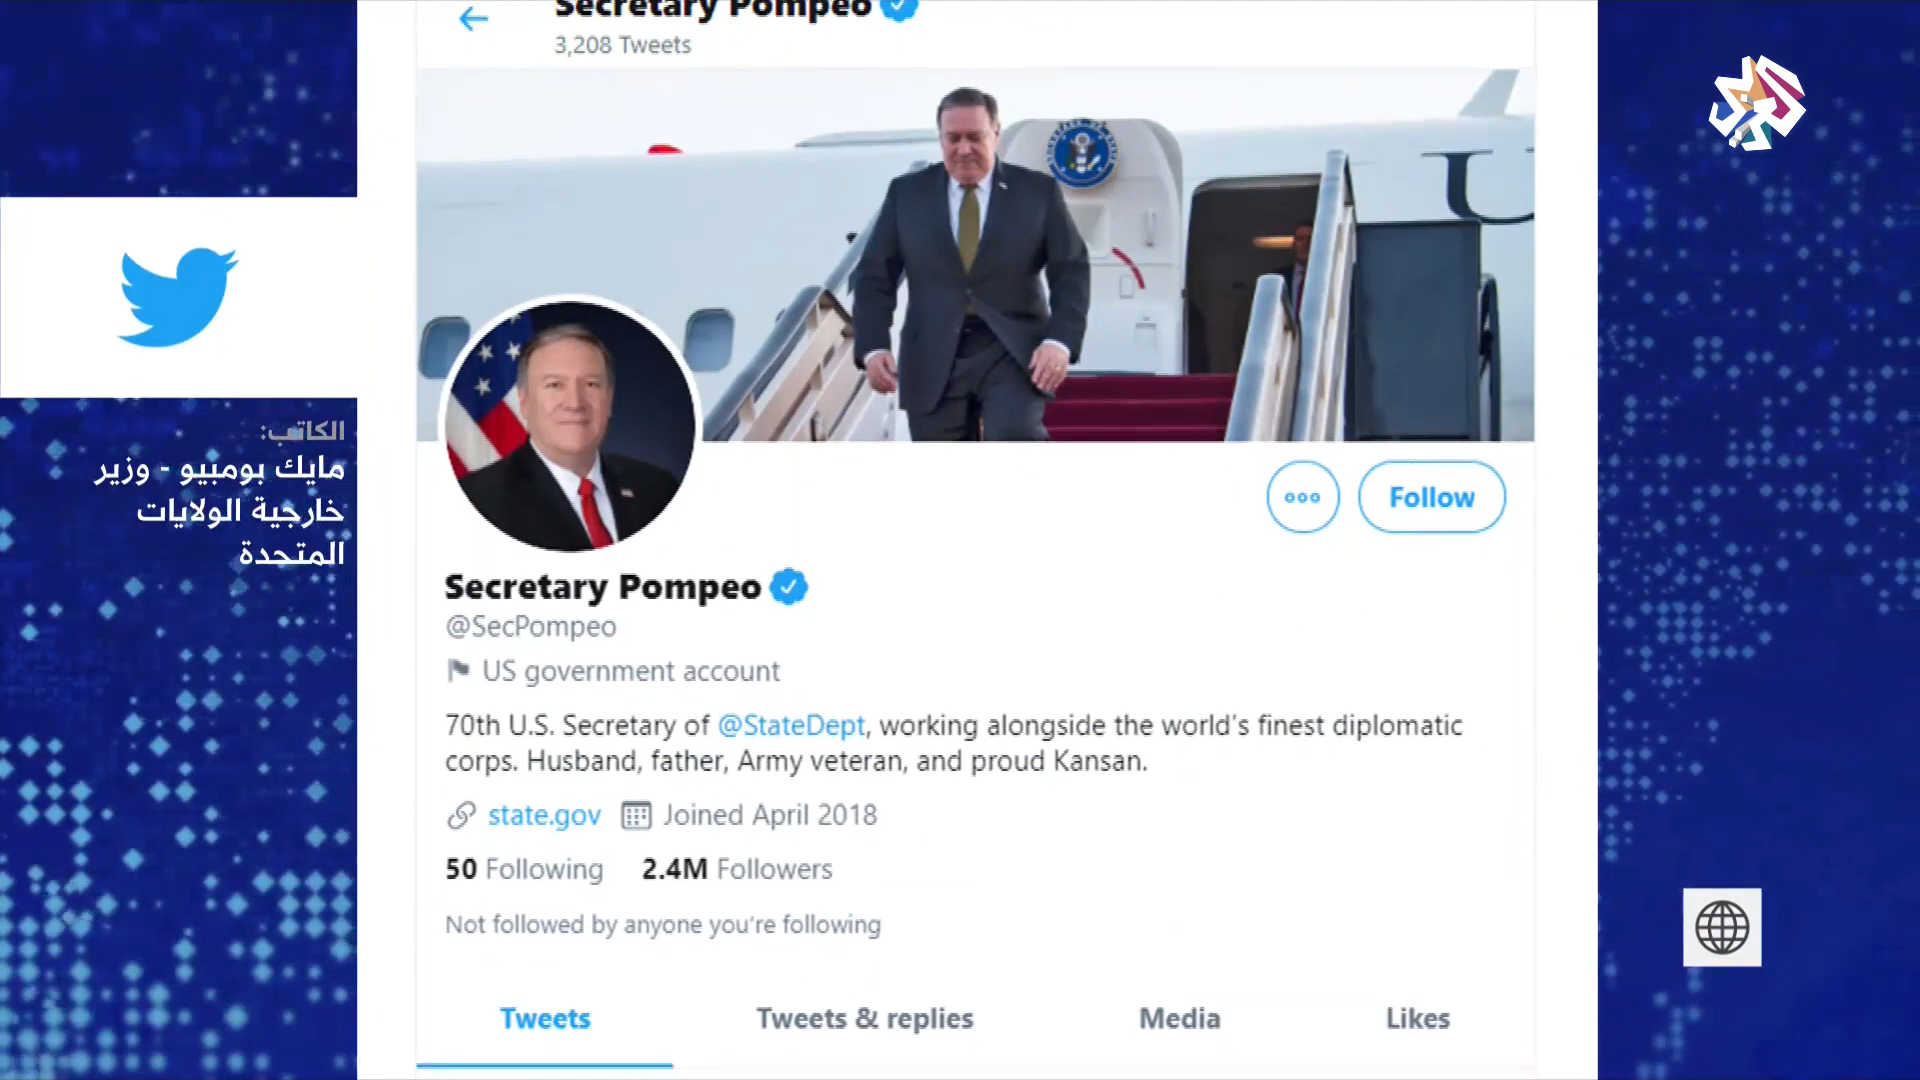 Secretary Pompeo
3,208 Tweets
U
الكاتب:
مايك بومبيو - وزير
خارجية الولايات
المتحدة
Follow
Secretary Pompeo
@SecPompeo
US government account
70th U.S. Secretary of @StateDept, working alongside the world's finest diplomatic
corps. Husband, father, Army veteran, and proud Kansan.
state.gov Joined April 2018
50 Following 2.4M Followers
Not followed by anyone you're following
Tweets Tweets & replies Media Likes